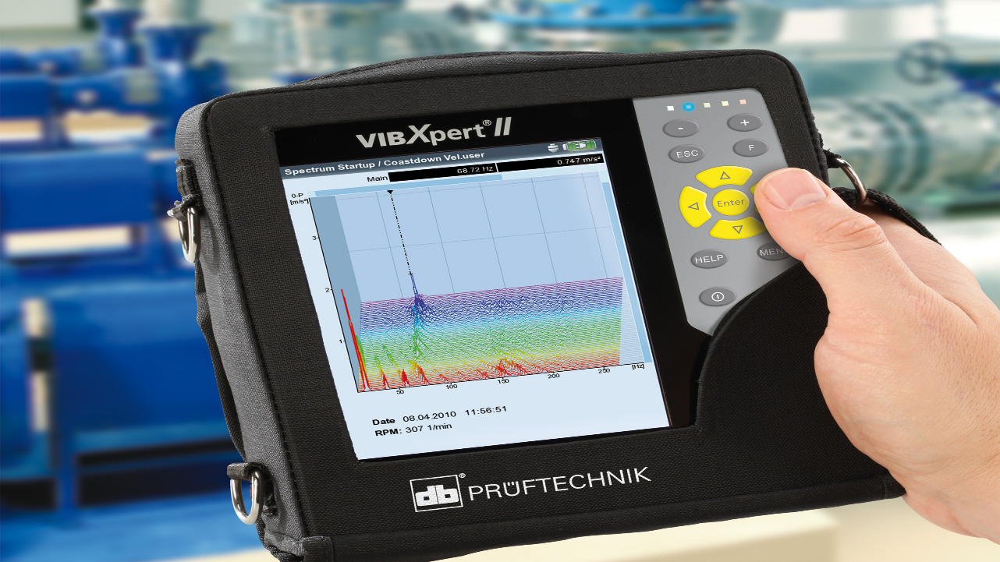 VIBXpert® II
Spectrum Startup / Coastdown Vel.user
Main 68.72 Hz 0.747 m/s²
0-P
[m/s²]
3
2
1
50 100 150 200 250 [Hz]
Date 08.04.2010 11:56:51
RPM: 307 1/min
- +
ESC F
Enter
HELP MEN
db® PRÜFTECHNIK